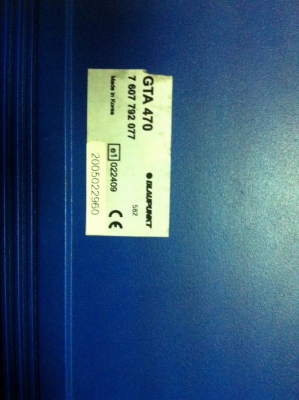 GTA 470
7 607 792 077
Made in Korea
BLAUPUNKT
582
e1 022409
CE
2005022960